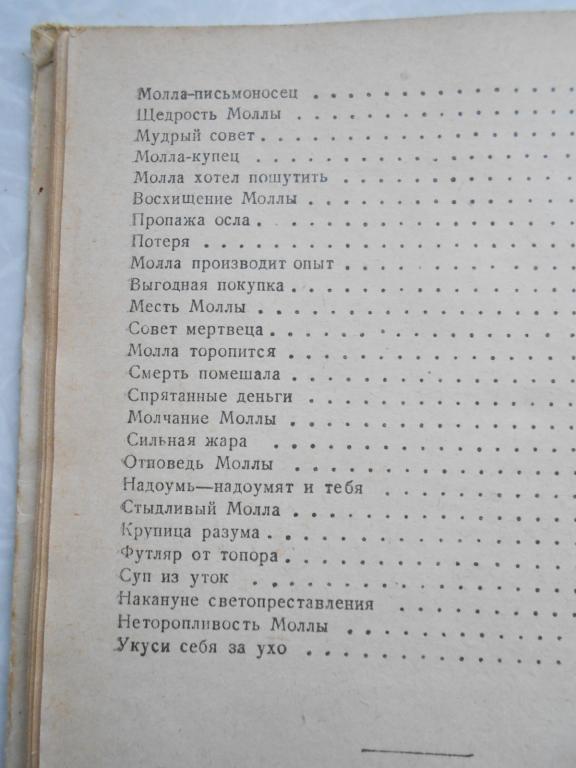 Молла-письмоносец . . . . . . . . . . . . .
Щедрость Моллы . . . . . . . . . . . . . .
Мудрый совет . . . . . . . . . . . . . . .
Молла-купец . . . . . . . . . . . . . . . .
Молла хотел пошутить . . . . . . . . . . .
Восхищение Моллы . . . . . . . . . . . . .
Пропажа осла . . . . . . . . . . . . . . .
Потеря . . . . . . . . . . . . . . . . . .
Молла производит опыт . . . . . . . . . . .
Выгодная покупка . . . . . . . . . . . . .
Месть Моллы . . . . . . . . . . . . . . . .
Совет мертвеца . . . . . . . . . . . . . .
Молла торопится . . . . . . . . . . . . . .
Смерть помешала . . . . . . . . . . . . . .
Спрятанные деньги . . . . . . . . . . . . .
Молчание Моллы . . . . . . . . . . . . . .
Сильная жара . . . . . . . . . . . . . . .
Отповедь Моллы . . . . . . . . . . . . . .
Надоумь—надоумят и тебя . . . . . . . . . .
Стыдливый Молла . . . . . . . . . . . . . .
Крупица разума . . . . . . . . . . . . . .
Футляр от топора . . . . . . . . . . . . .
Суп из уток . . . . . . . . . . . . . . .
Накануне светопреставления . . . . . . . .
Неторопливость Моллы . . . . . . . . . . .
Укуси себя за ухо . . . . . . . . . . . . .